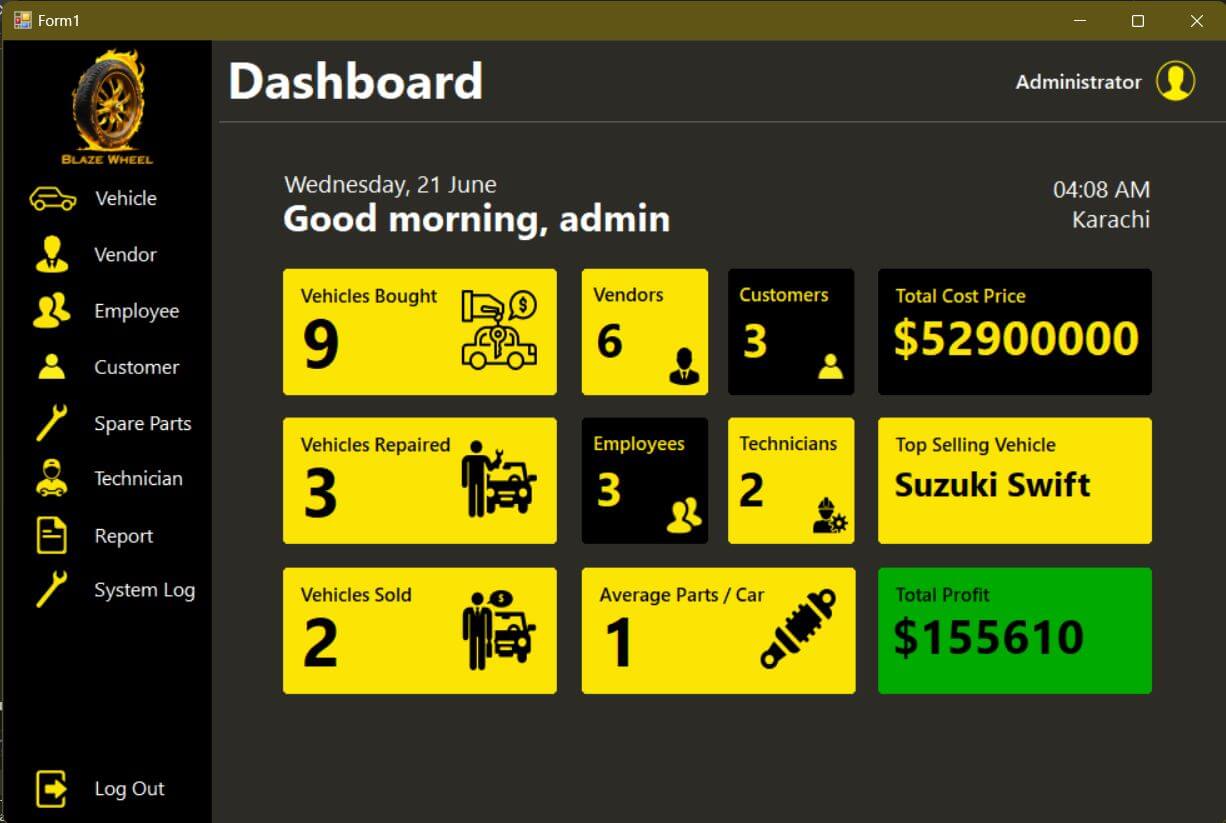 Form1
BLAZE WHEEL
Vehicle
Vendor
Employee
Customer
Spare Parts
Technician
Report
System Log
Log Out
Dashboard
Administrator
Wednesday, 21 June
Good morning, admin
04:08 AM
Karachi
Vehicles Bought
9
$
Vendors
6
Customers
3
Total Cost Price
$52900000
Vehicles Repaired
3
Employees
3
Technicians
2
Top Selling Vehicle
Suzuki Swift
Vehicles Sold
2
$
Average Parts / Car
1
Total Profit
$155610